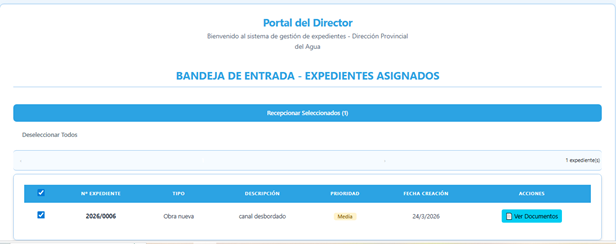 Portal del Director
Bienvenido al sistema de gestión de expedientes - Dirección Provincial
del Agua
BANDEJA DE ENTRADA - EXPEDIENTES ASIGNADOS
Recepcionar Seleccionados (1)
Deseleccionar Todos
1 expediente(s)
Nº EXPEDIENTE TIPO DESCRIPCIÓN PRIORIDAD FECHA CREACIÓN ACCIONES
2026/0006 Obra nueva canal desbordado Media 24/3/2026 Ver Documentos